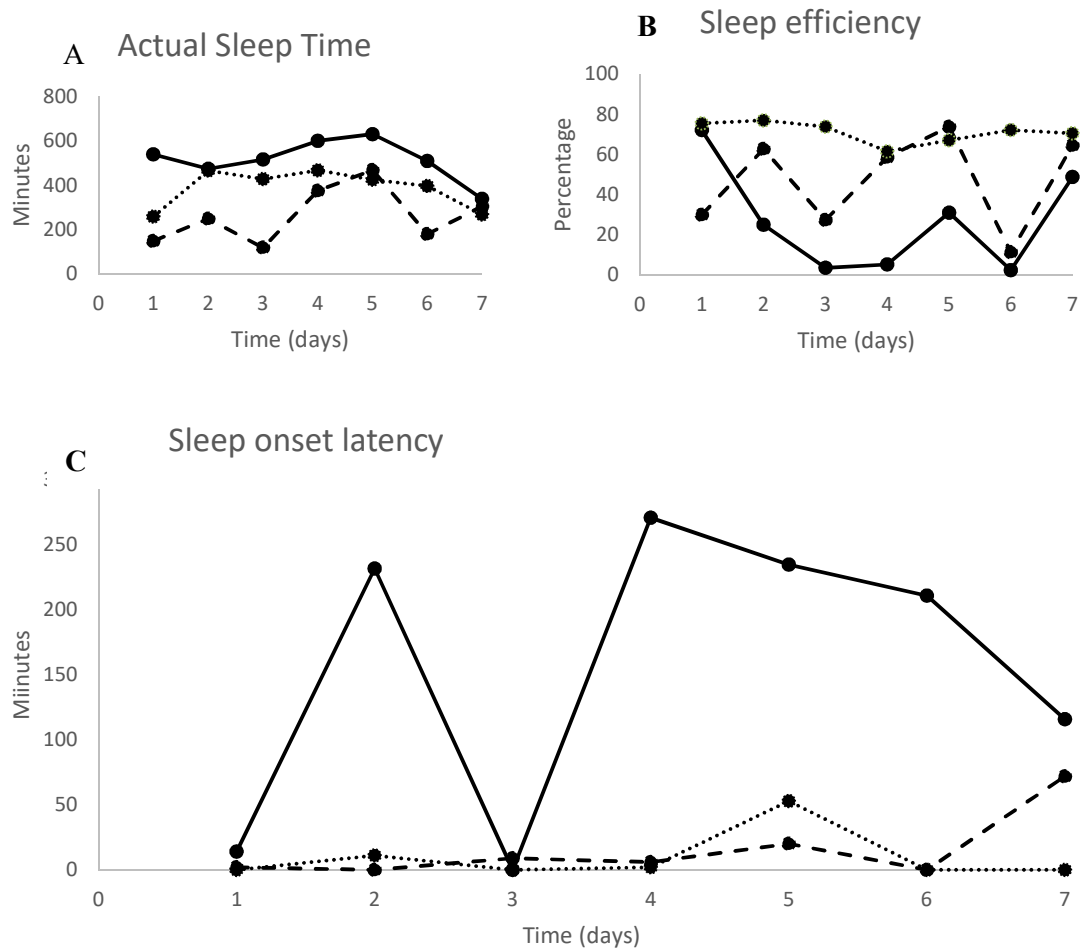 A
Actual Sleep Time
800
600
400
200
0
Minutes
0 1 2 3 4 5 6 7
Time (days)
B
Sleep efficiency
100
80
60
40
20
0
Percentage
0 1 2 3 4 5 6 7
Time (days)
C
Sleep onset latency
250
200
150
100
50
0
Miinutes
0 1 2 3 4 5 6 7
Time (days)